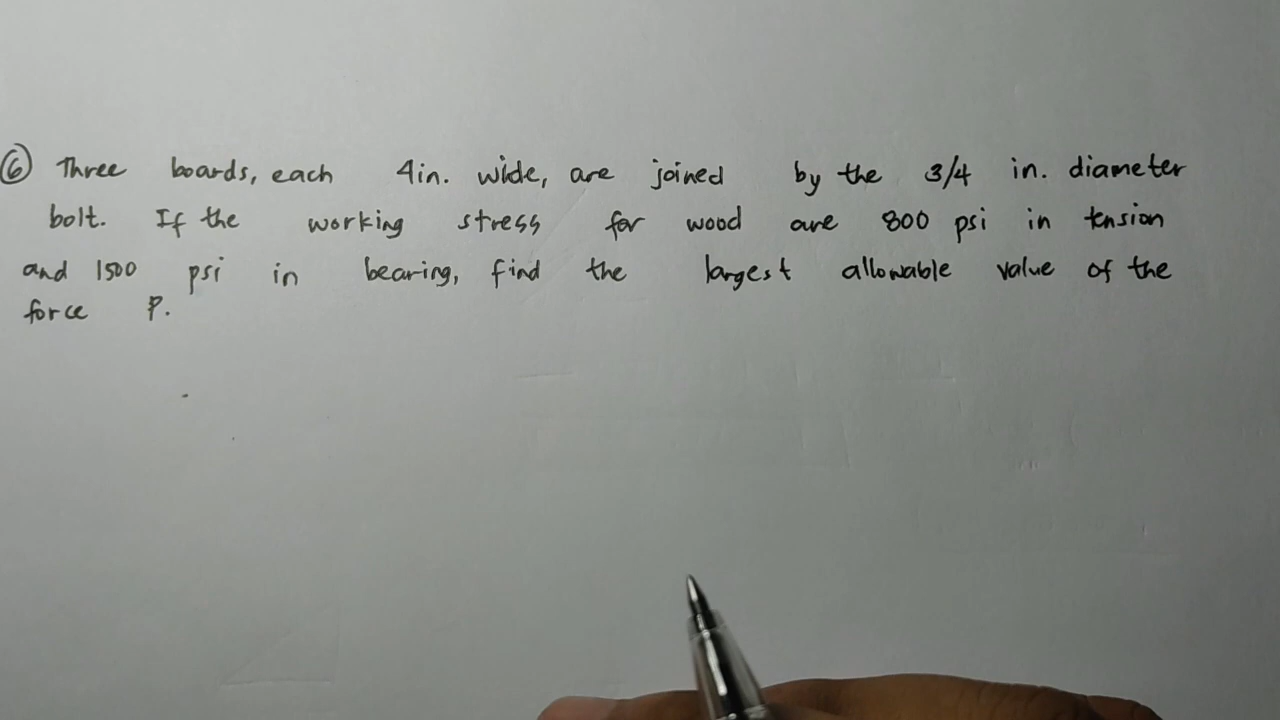 6 Three boards, each 4in. wide, are joined by the 3/4 in. diameter
bolt. If the working stress for wood are 800 psi in tension
and 1500 psi in bearing, find the largest allowable value of the
force P.